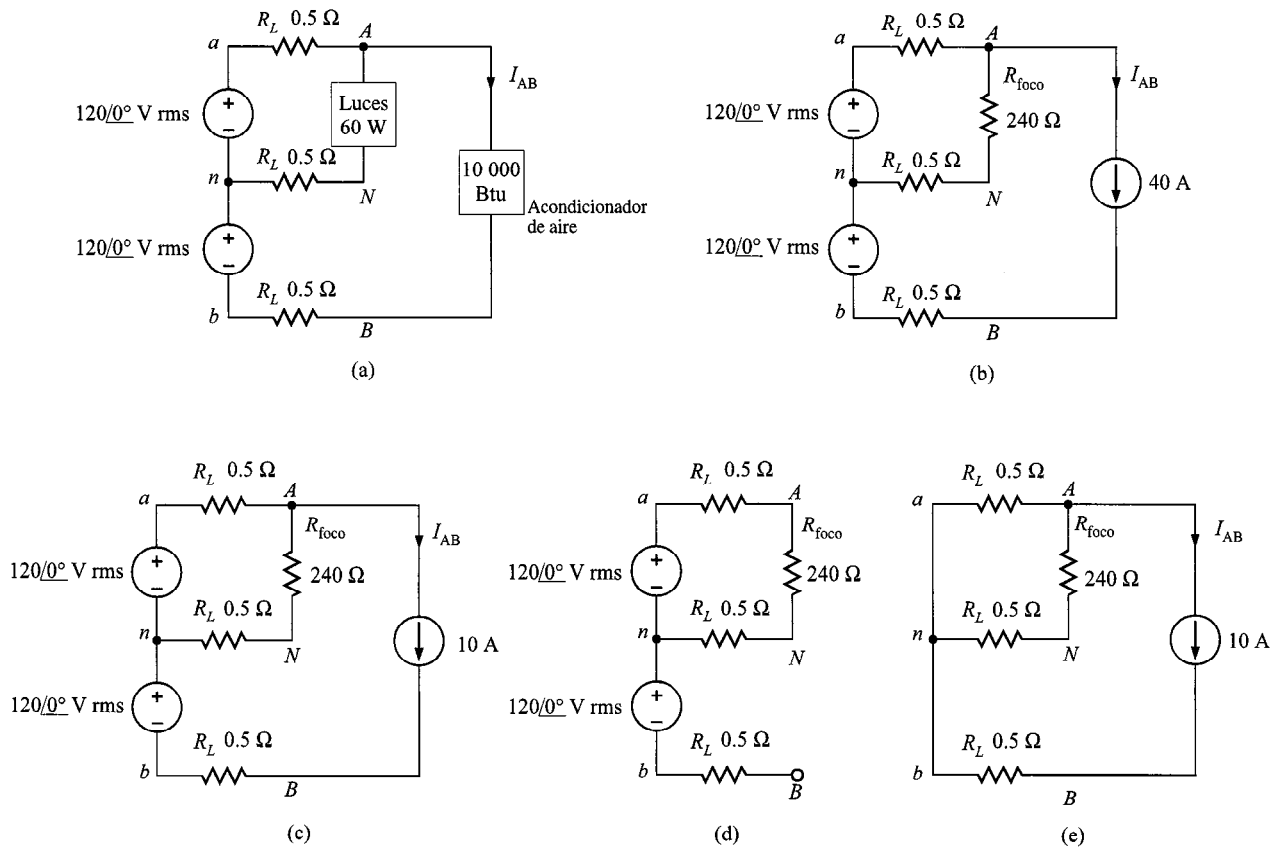 R_L 0.5 Ω
a
A
I_AB
120/0° V rms
+
−
Luces
60 W
R_L 0.5 Ω
n
N
10 000
Btu
Acondicionador
de aire
120/0° V rms
+
−
R_L 0.5 Ω
b
B
(a)
R_L 0.5 Ω
a
A
R_foco
I_AB
120/0° V rms
+
−
240 Ω
R_L 0.5 Ω
n
N
40 A
120/0° V rms
+
−
R_L 0.5 Ω
b
B
(b)
R_L 0.5 Ω
a
A
R_foco
I_AB
120/0° V rms
+
−
240 Ω
R_L 0.5 Ω
n
N
10 A
120/0° V rms
+
−
R_L 0.5 Ω
b
B
(c)
R_L 0.5 Ω
a
A
R_foco
120/0° V rms
+
−
240 Ω
R_L 0.5 Ω
n
N
120/0° V rms
+
−
R_L 0.5 Ω
b
B
(d)
R_L 0.5 Ω
a
A
R_foco
I_AB
240 Ω
R_L 0.5 Ω
n
N
10 A
R_L 0.5 Ω
b
B
(e)